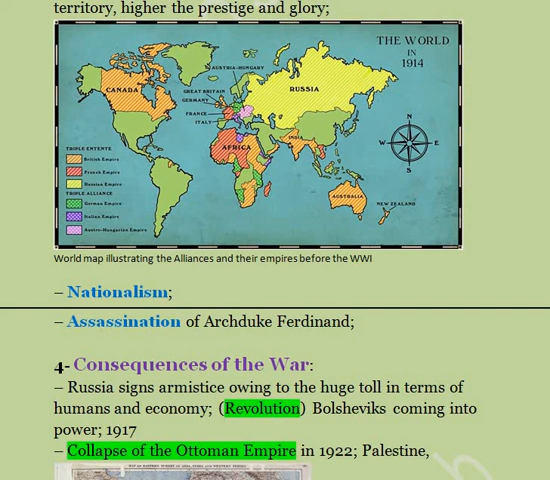 territory, higher the prestige and glory;
THE WORLD
IN
1914
AUSTRIA-HUNGARY
CANADA
GREAT BRITAIN
GERMANY
FRANCE
ITALY
RUSSIA
INDIA
AFRICA
N
W
E
S
AUSTRALIA
NEW ZEALAND
TRIPLE ENTENTE
British Empire
French Empire
Russian Empire
TRIPLE ALLIANCE
German Empire
Italian Empire
Austro-Hungarian Empire
World map illustrating the Alliances and their empires before the WWI
– Nationalism;
– Assassination of Archduke Ferdinand;
4- Consequences of the War:
– Russia signs armistice owing to the huge toll in terms of
humans and economy; (Revolution) Bolsheviks coming into
power; 1917
– Collapse of the Ottoman Empire in 1922; Palestine,